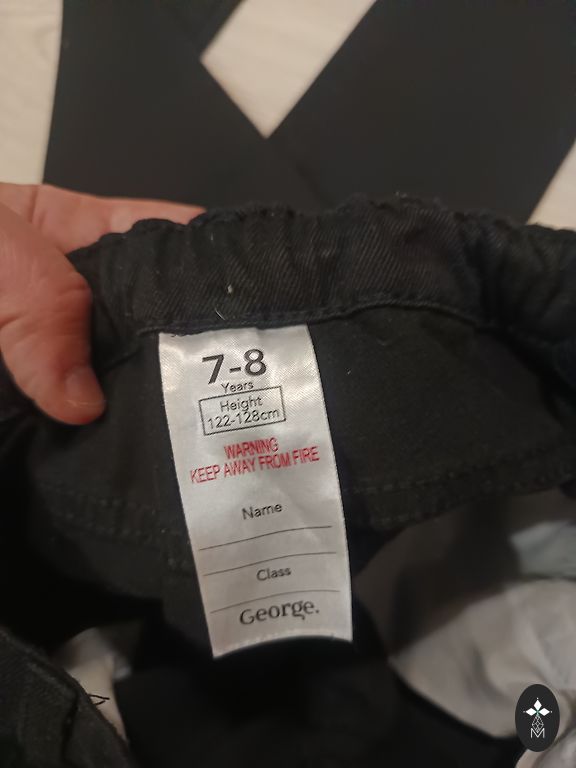 7-8
Years
Height
122-128cm
WARNING
KEEP AWAY FROM FIRE
Name
Class
George.
M